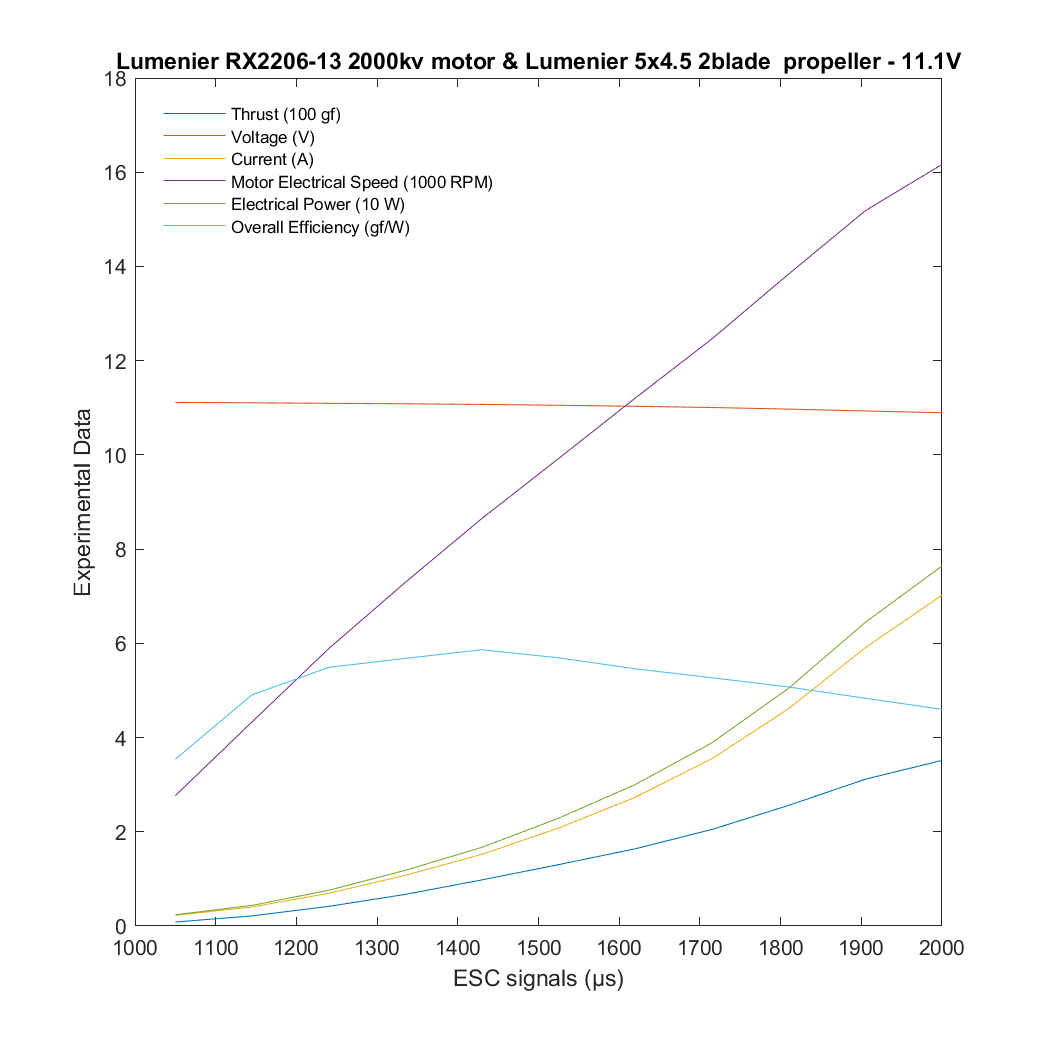 Lumenier RX2206-13 2000kv motor & Lumenier 5x4.5 2blade  propeller - 11.1V
18
Thrust (100 gf)
Voltage (V)
Current (A)
Motor Electrical Speed (1000 RPM)
Electrical Power (10 W)
Overall Efficiency (gf/W)
16
14
12
10
8
6
4
2
0
Experimental Data
1000 1100 1200 1300 1400 1500 1600 1700 1800 1900 2000
ESC signals (µs)